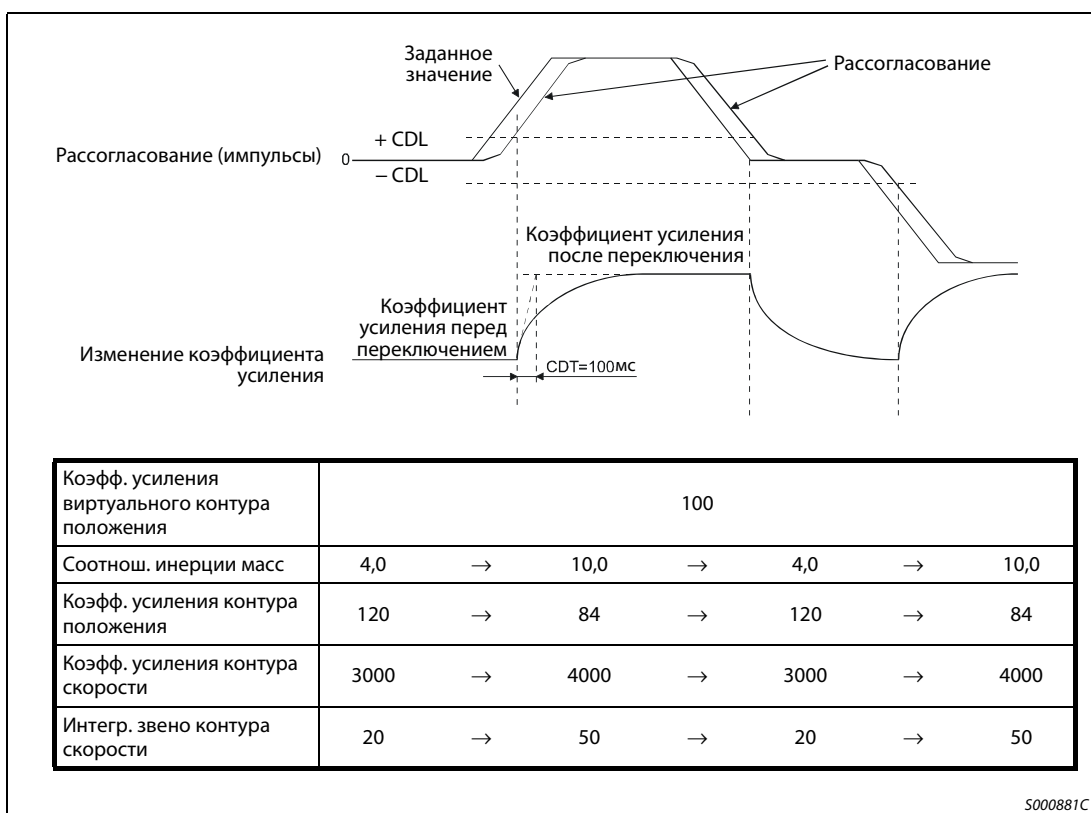 Заданное
значение
Рассогласование
+ CDL
Рассогласование (импульсы)
0
− CDL
Коэффициент усиления
после переключения
Коэффициент
усиления перед
переключением
Изменение коэффициента
усиления
CDT=100мс
Коэфф. усиления
виртуального контура
положения
100
Соотнош. инерции масс 4,0 → 10,0 → 4,0 → 10,0
Коэфф. усиления контура
положения
120 → 84 → 120 → 84
Коэфф. усиления контура
скорости
3000 → 4000 → 3000 → 4000
Интегр. звено контура
скорости
20 → 50 → 20 → 50
S000881C